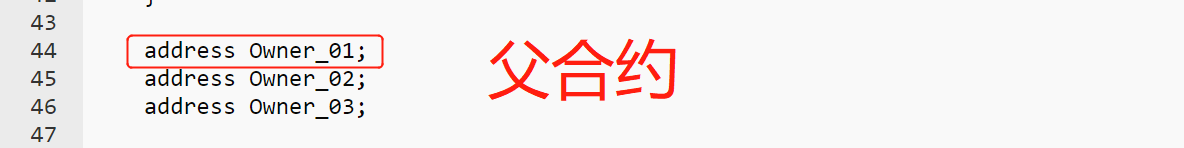 43
44 address Owner_01; 父合约
45 address Owner_02;
46 address Owner_03;
47